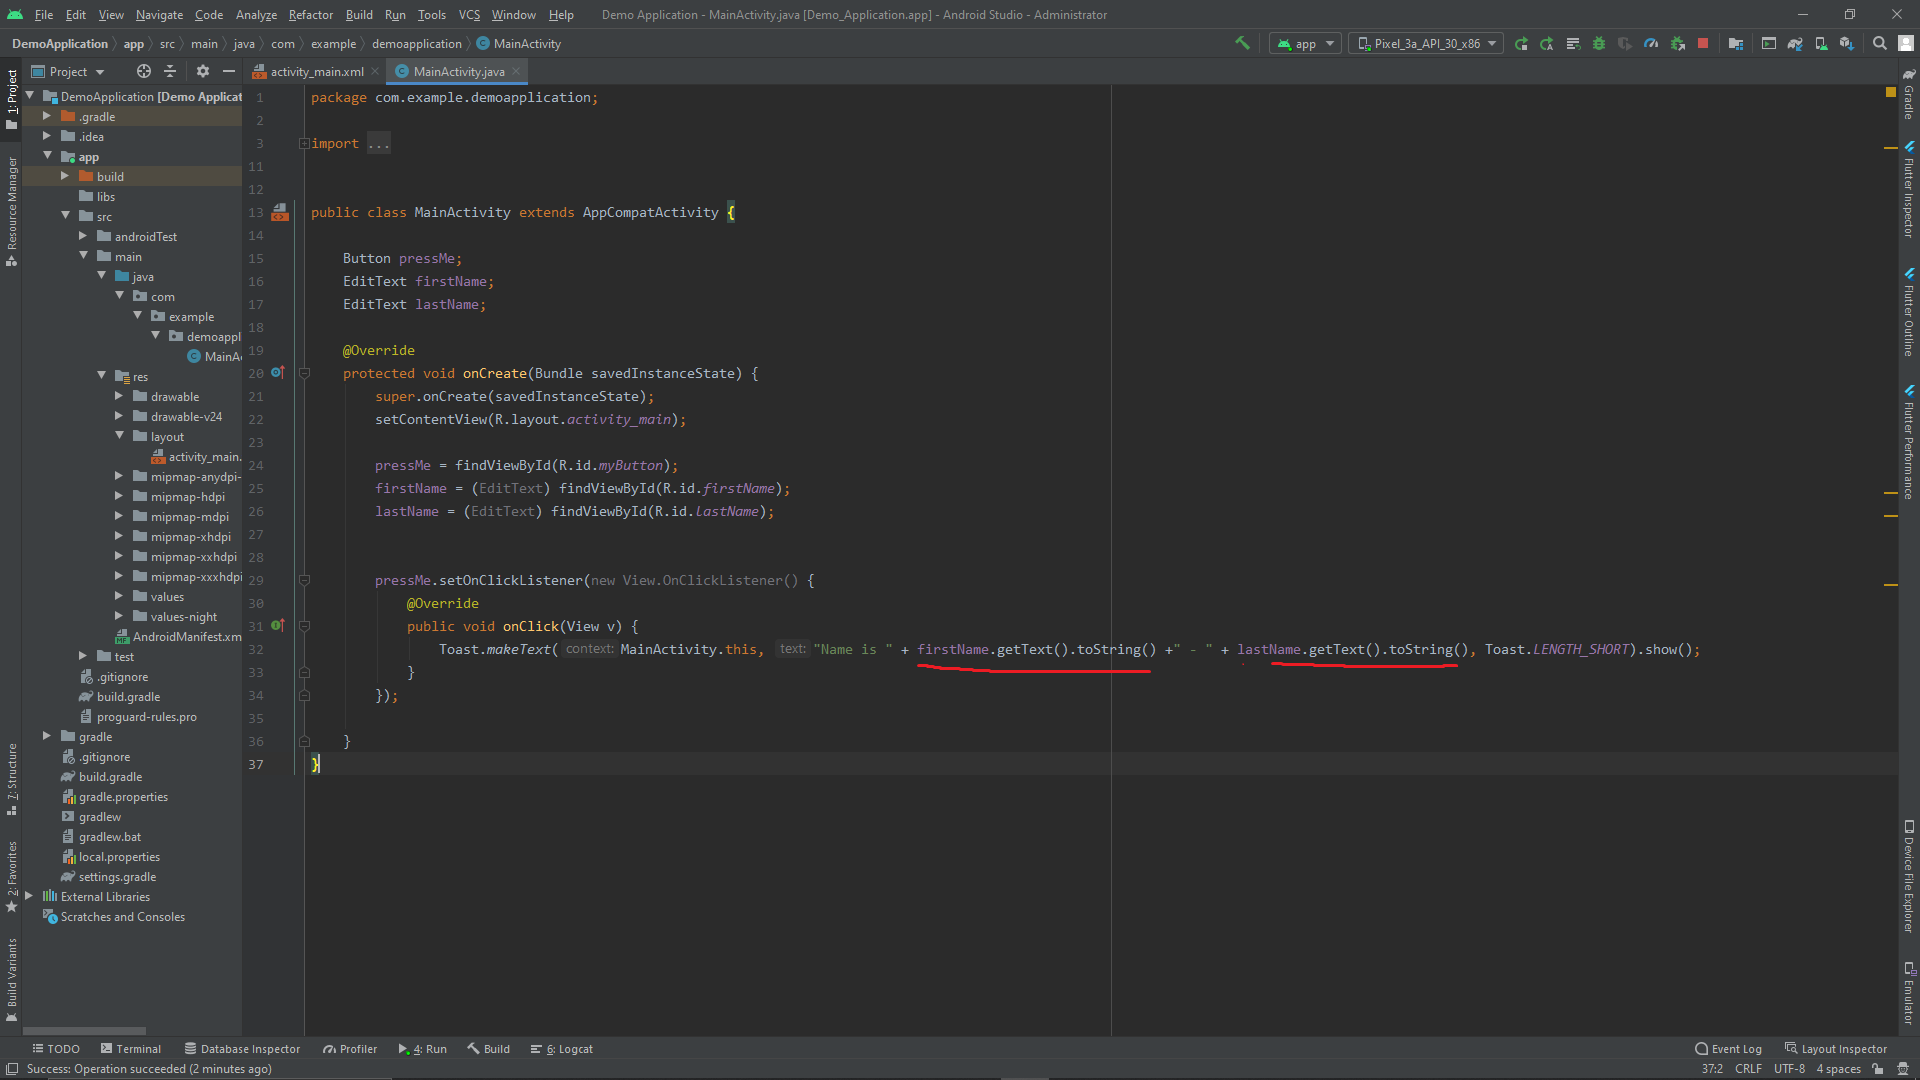 File Edit View Navigate Code Analyze Refactor Build Run Tools VCS Window Help Demo Application - MainActivity.java [Demo_Application.app] - Android Studio - Administrator
DemoApplication app src main java com example demoapplication MainActivity app Pixel_3a_API_30_x86
Project activity_main.xml MainActivity.java
1: Project
Resource Manager
7: Structure
2: Favorites
Build Variants
DemoApplication [Demo Applicat
.gradle
.idea
app
build
libs
src
androidTest
main
java
com
example
demoappl
MainA
res
drawable
drawable-v24
layout
activity_main.
mipmap-anydpi-
mipmap-hdpi
mipmap-mdpi
mipmap-xhdpi
mipmap-xxhdpi
mipmap-xxxhdpi
values
values-night
AndroidManifest.xm
test
.gitignore
build.gradle
proguard-rules.pro
gradle
.gitignore
build.gradle
gradle.properties
gradlew
gradlew.bat
local.properties
settings.gradle
External Libraries
Scratches and Consoles
1 package com.example.demoapplication;
2
3 import ...
11
12
13 public class MainActivity extends AppCompatActivity {
14
15 Button pressMe;
16 EditText firstName;
17 EditText lastName;
18
19 @Override
20 protected void onCreate(Bundle savedInstanceState) {
21 super.onCreate(savedInstanceState);
22 setContentView(R.layout.activity_main);
23
24 pressMe = findViewById(R.id.myButton);
25 firstName = (EditText) findViewById(R.id.firstName);
26 lastName = (EditText) findViewById(R.id.lastName);
27
28
29 pressMe.setOnClickListener(new View.OnClickListener() {
30 @Override
31 public void onClick(View v) {
32 Toast.makeText( context: MainActivity.this, text: "Name is " + firstName.getText().toString() +" - " + lastName.getText().toString(), Toast.LENGTH_SHORT).show();
33 }
34 });
35
36 }
37 }
Gradle
Flutter Inspector
Flutter Outline
Flutter Performance
Device File Explorer
Emulator
TODO Terminal Database Inspector Profiler 4: Run Build 6: Logcat Event Log Layout Inspector
Success: Operation succeeded (2 minutes ago) 37:2 CRLF UTF-8 4 spaces